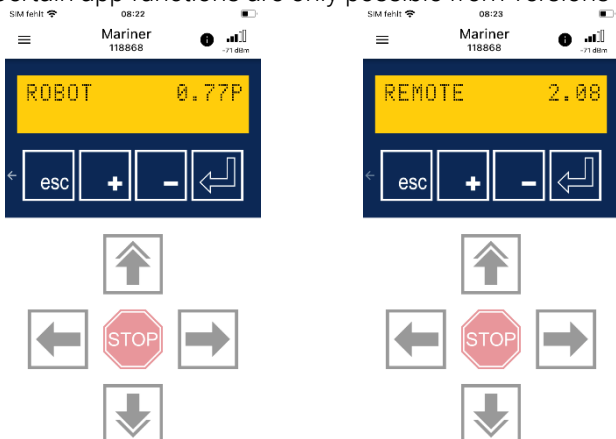 Certain app functions are only possible from versions
SIM fehlt 08:22
Mariner
118868
-71 dBm
ROBOT 0.77P
esc + -
STOP
SIM fehlt 08:23
Mariner
118868
-71 dBm
REMOTE 2.08
esc + -
STOP